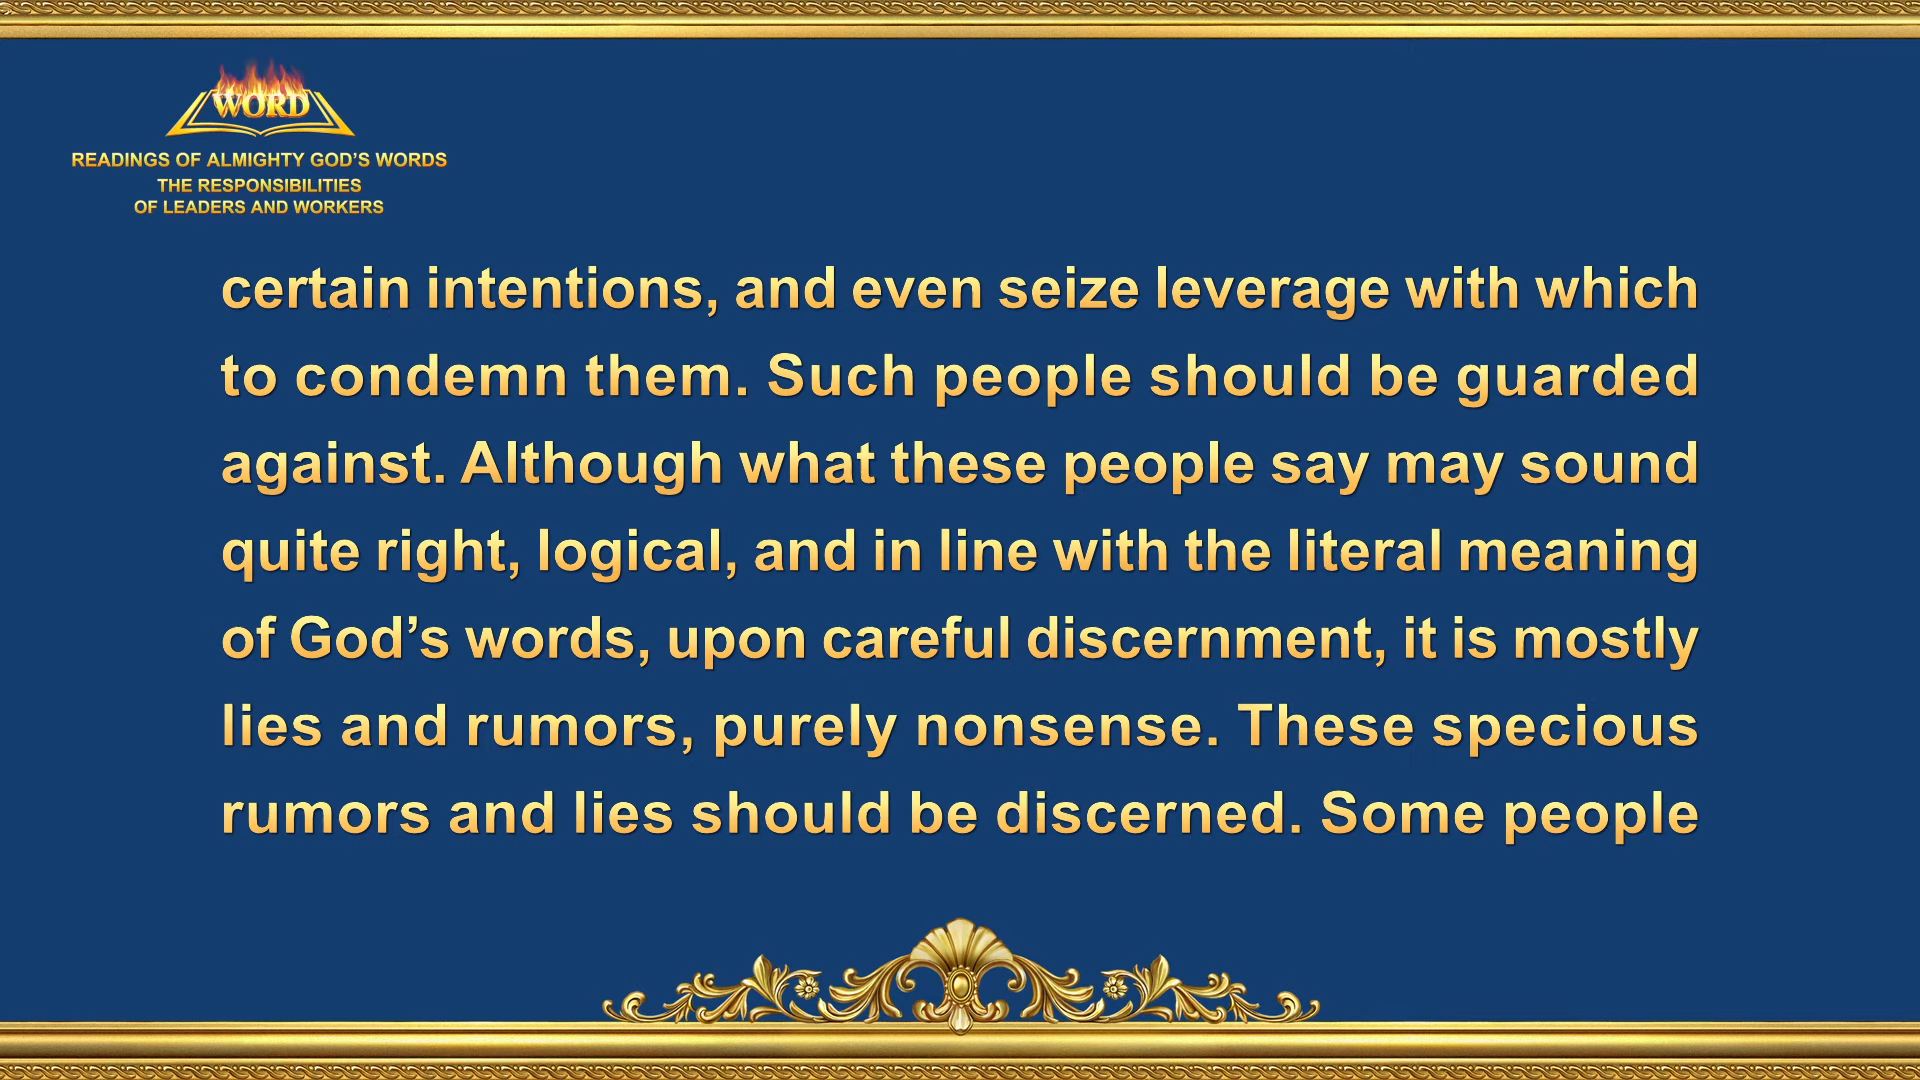 WORD
READINGS OF ALMIGHTY GOD’S WORDS
THE RESPONSIBILITIES
OF LEADERS AND WORKERS
certain intentions, and even seize leverage with which
to condemn them. Such people should be guarded
against. Although what these people say may sound
quite right, logical, and in line with the literal meaning
of God’s words, upon careful discernment, it is mostly
lies and rumors, purely nonsense. These specious
rumors and lies should be discerned. Some people